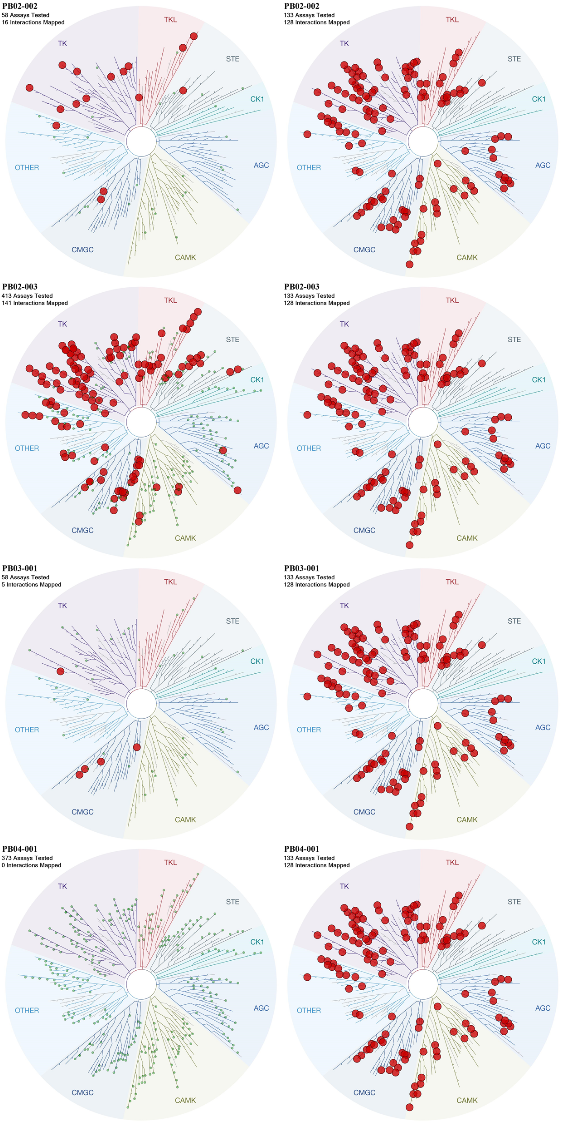 PB02-002
58 Assays Tested
16 Interactions Mapped
TK
TKL
STE
CK1
AGC
CAMK
CMGC
OTHER
PB02-002
133 Assays Tested
128 Interactions Mapped
TK
TKL
STE
CK1
AGC
CAMK
CMGC
OTHER
PB02-003
413 Assays Tested
141 Interactions Mapped
TK
TKL
STE
CK1
AGC
CAMK
CMGC
OTHER
PB02-003
133 Assays Tested
128 Interactions Mapped
TK
TKL
STE
CK1
AGC
CAMK
CMGC
OTHER
PB03-001
58 Assays Tested
5 Interactions Mapped
TK
TKL
STE
CK1
AGC
CAMK
CMGC
OTHER
PB03-001
133 Assays Tested
128 Interactions Mapped
TK
TKL
STE
CK1
AGC
CAMK
CMGC
OTHER
PB04-001
373 Assays Tested
0 Interactions Mapped
TK
TKL
STE
CK1
AGC
CAMK
CMGC
OTHER
PB04-001
133 Assays Tested
128 Interactions Mapped
TK
TKL
STE
CK1
AGC
CAMK
CMGC
OTHER